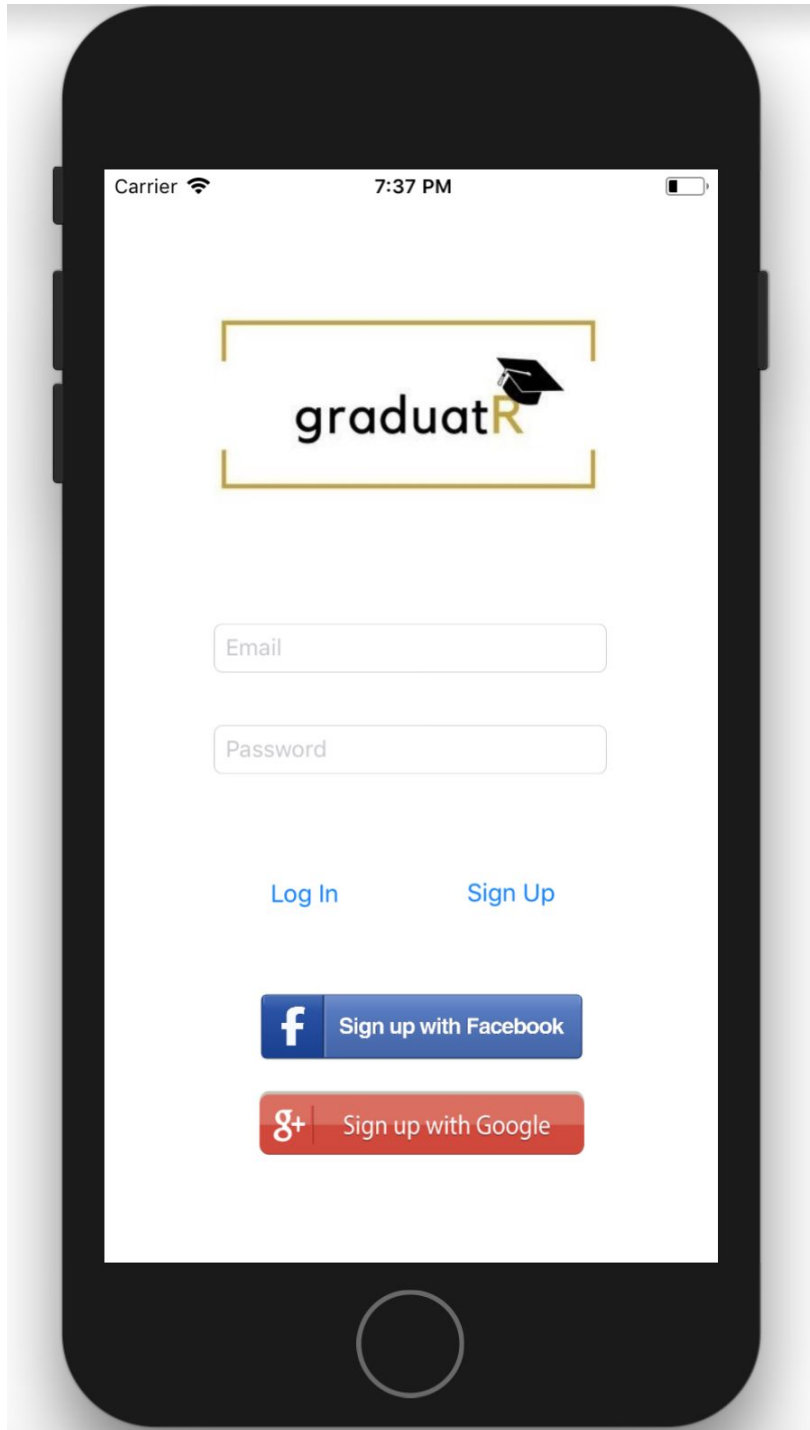 Carrier 7:37 PM
graduatR
Email
Password
Log In Sign Up
f Sign up with Facebook
g+ Sign up with Google